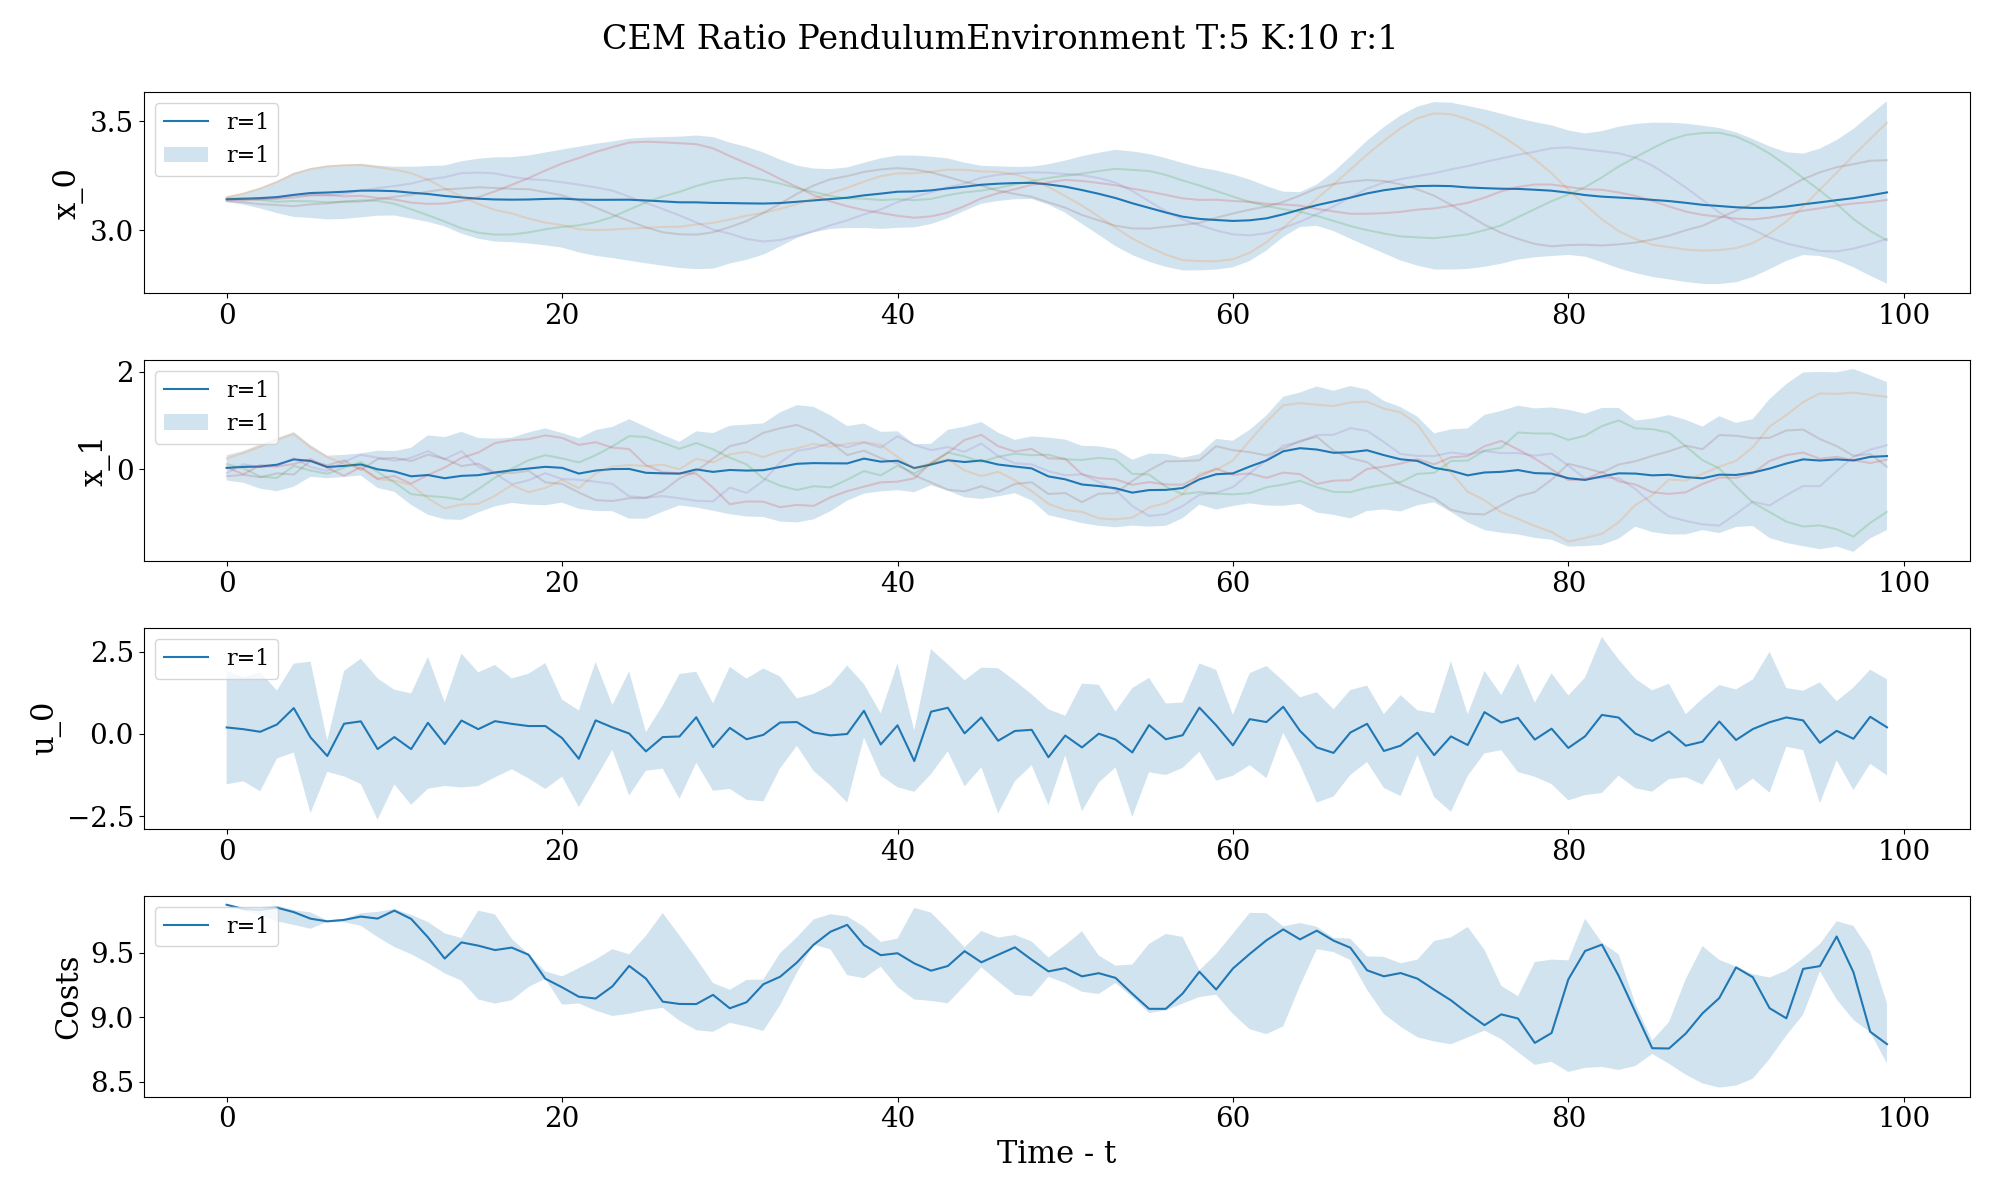 CEM Ratio PendulumEnvironment T:5 K:10 r:1
x_0
3.5
3.0
r=1
r=1
0 20 40 60 80 100
x_1
2
0
r=1
r=1
0 20 40 60 80 100
u_0
2.5
0.0
−2.5
r=1
0 20 40 60 80 100
Costs
9.5
9.0
8.5
r=1
0 20 40 60 80 100
Time - t